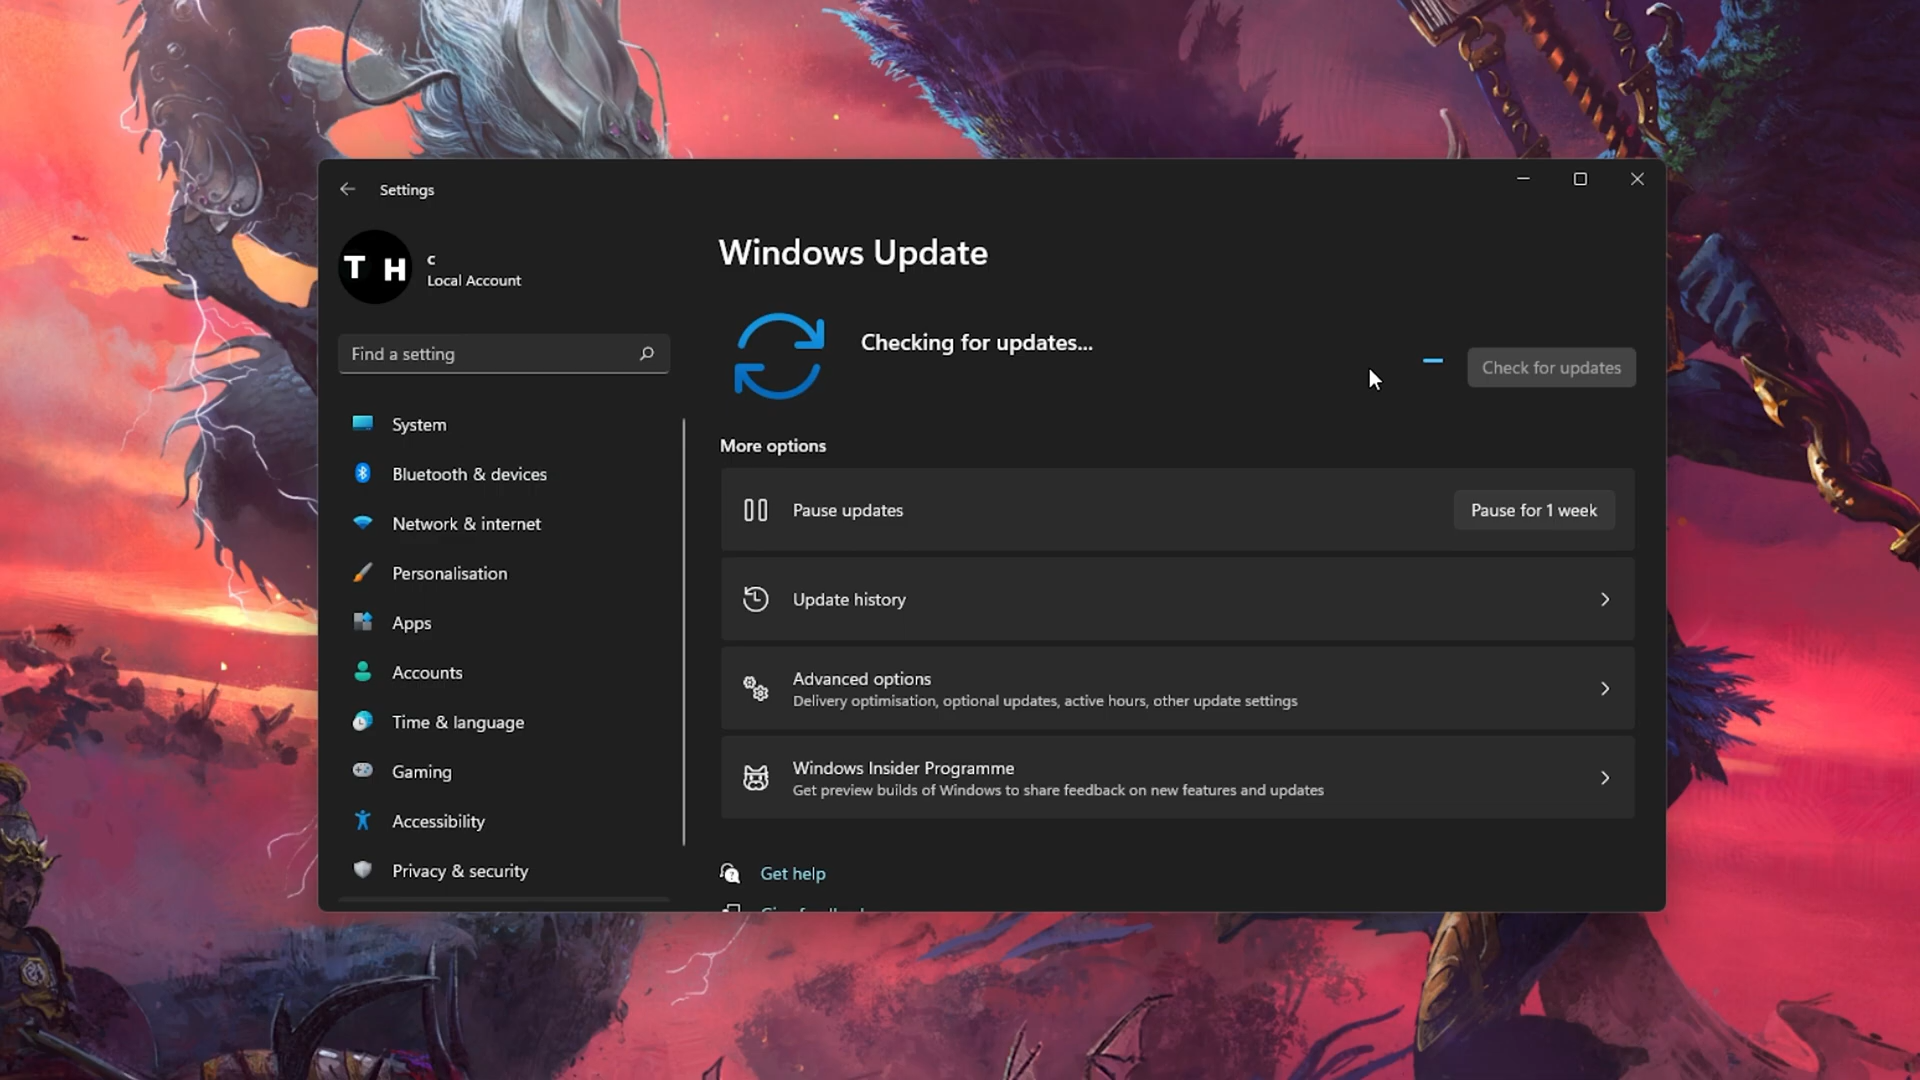 Settings
T H
c
Local Account
Find a setting
System
Bluetooth & devices
Network & internet
Personalisation
Apps
Accounts
Time & language
Gaming
Accessibility
Privacy & security
Windows Update
Checking for updates...
Check for updates
More options
Pause updates
Pause for 1 week
Update history
Advanced options
Delivery optimisation, optional updates, active hours, other update settings
Windows Insider Programme
Get preview builds of Windows to share feedback on new features and updates
Get help